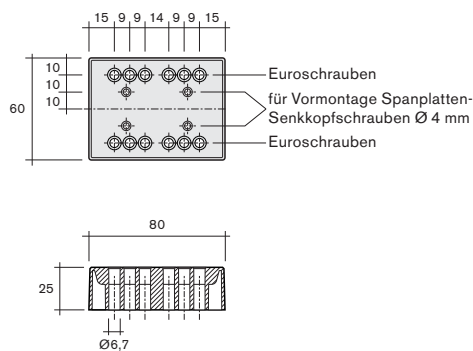 15 9 9 14 9 9 15
10
10
10
60
Euroschrauben
für Vormontage Spanplatten-
Senkkopfschrauben Ø 4 mm
Euroschrauben
80
25
Ø6,7